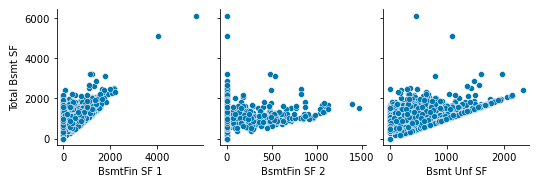 Total Bsmt SF
6000
4000
2000
0
0 2000 4000
0 500 1000 1500
0 1000 2000
BsmtFin SF 1
BsmtFin SF 2
Bsmt Unf SF